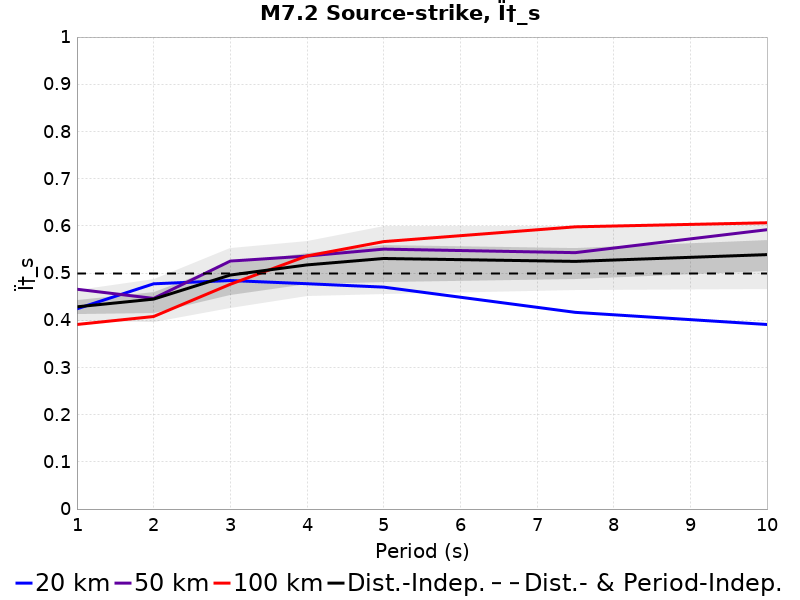 M7.2 Source-strike, Ï†_s
1
0.9
0.8
0.7
0.6
0.5
0.4
0.3
0.2
0.1
0
Ï†_s
1 2 3 4 5 6 7 8 9 10
Period (s)
20 km 50 km 100 km Dist.-Indep. Dist.- & Period-Indep.